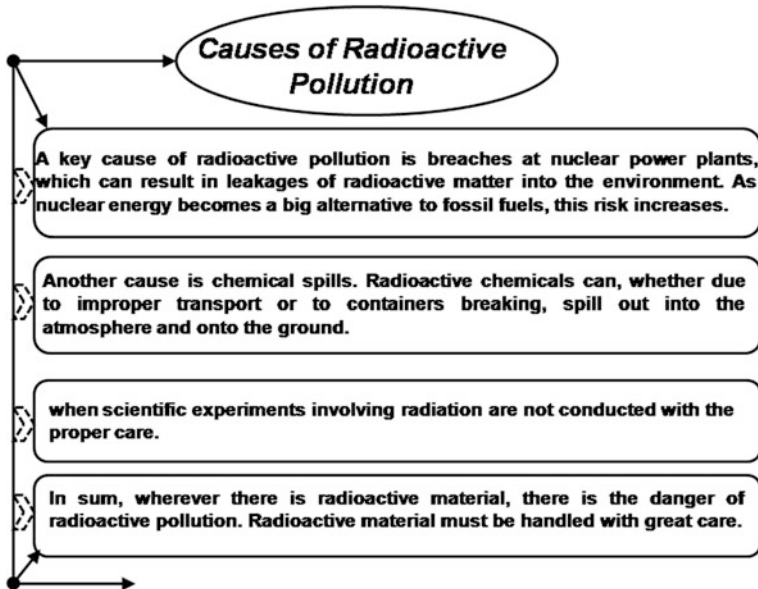 Causes of Radioactive
Pollution
A key cause of radioactive pollution is breaches at nuclear power plants,
which can result in leakages of radioactive matter into the environment. As
nuclear energy becomes a big alternative to fossil fuels, this risk increases.
Another cause is chemical spills. Radioactive chemicals can, whether due
to improper transport or to containers breaking, spill out into the
atmosphere and onto the ground.
when scientific experiments involving radiation are not conducted with the
proper care.
In sum, wherever there is radioactive material, there is the danger of
radioactive pollution. Radioactive material must be handled with great care.